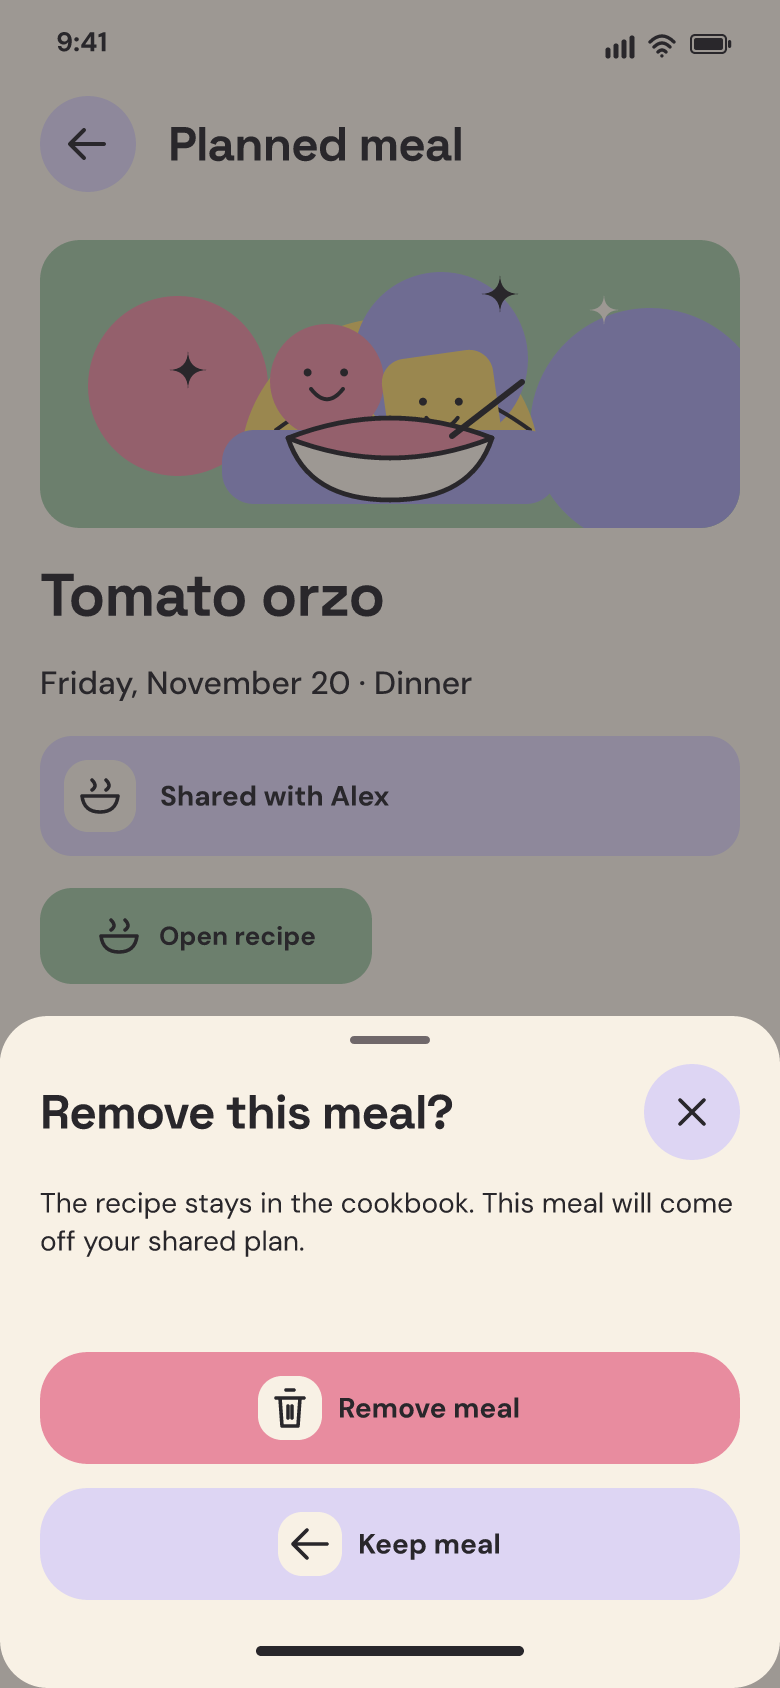 9:41
Planned meal
Tomato orzo
Friday, November 20 · Dinner
Shared with Alex
Open recipe
Remove this meal?
The recipe stays in the cookbook. This meal will come
off your shared plan.
Remove meal
Keep meal